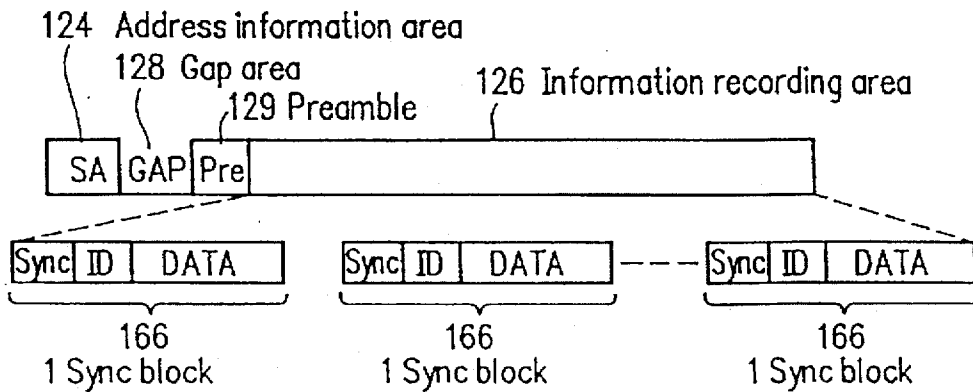 124 Address information area
128 Gap area
129 Preamble
126 Information recording area
SA GAP Pre
Sync ID DATA Sync ID DATA Sync ID DATA
166 166 166
1 Sync block 1 Sync block 1 Sync block